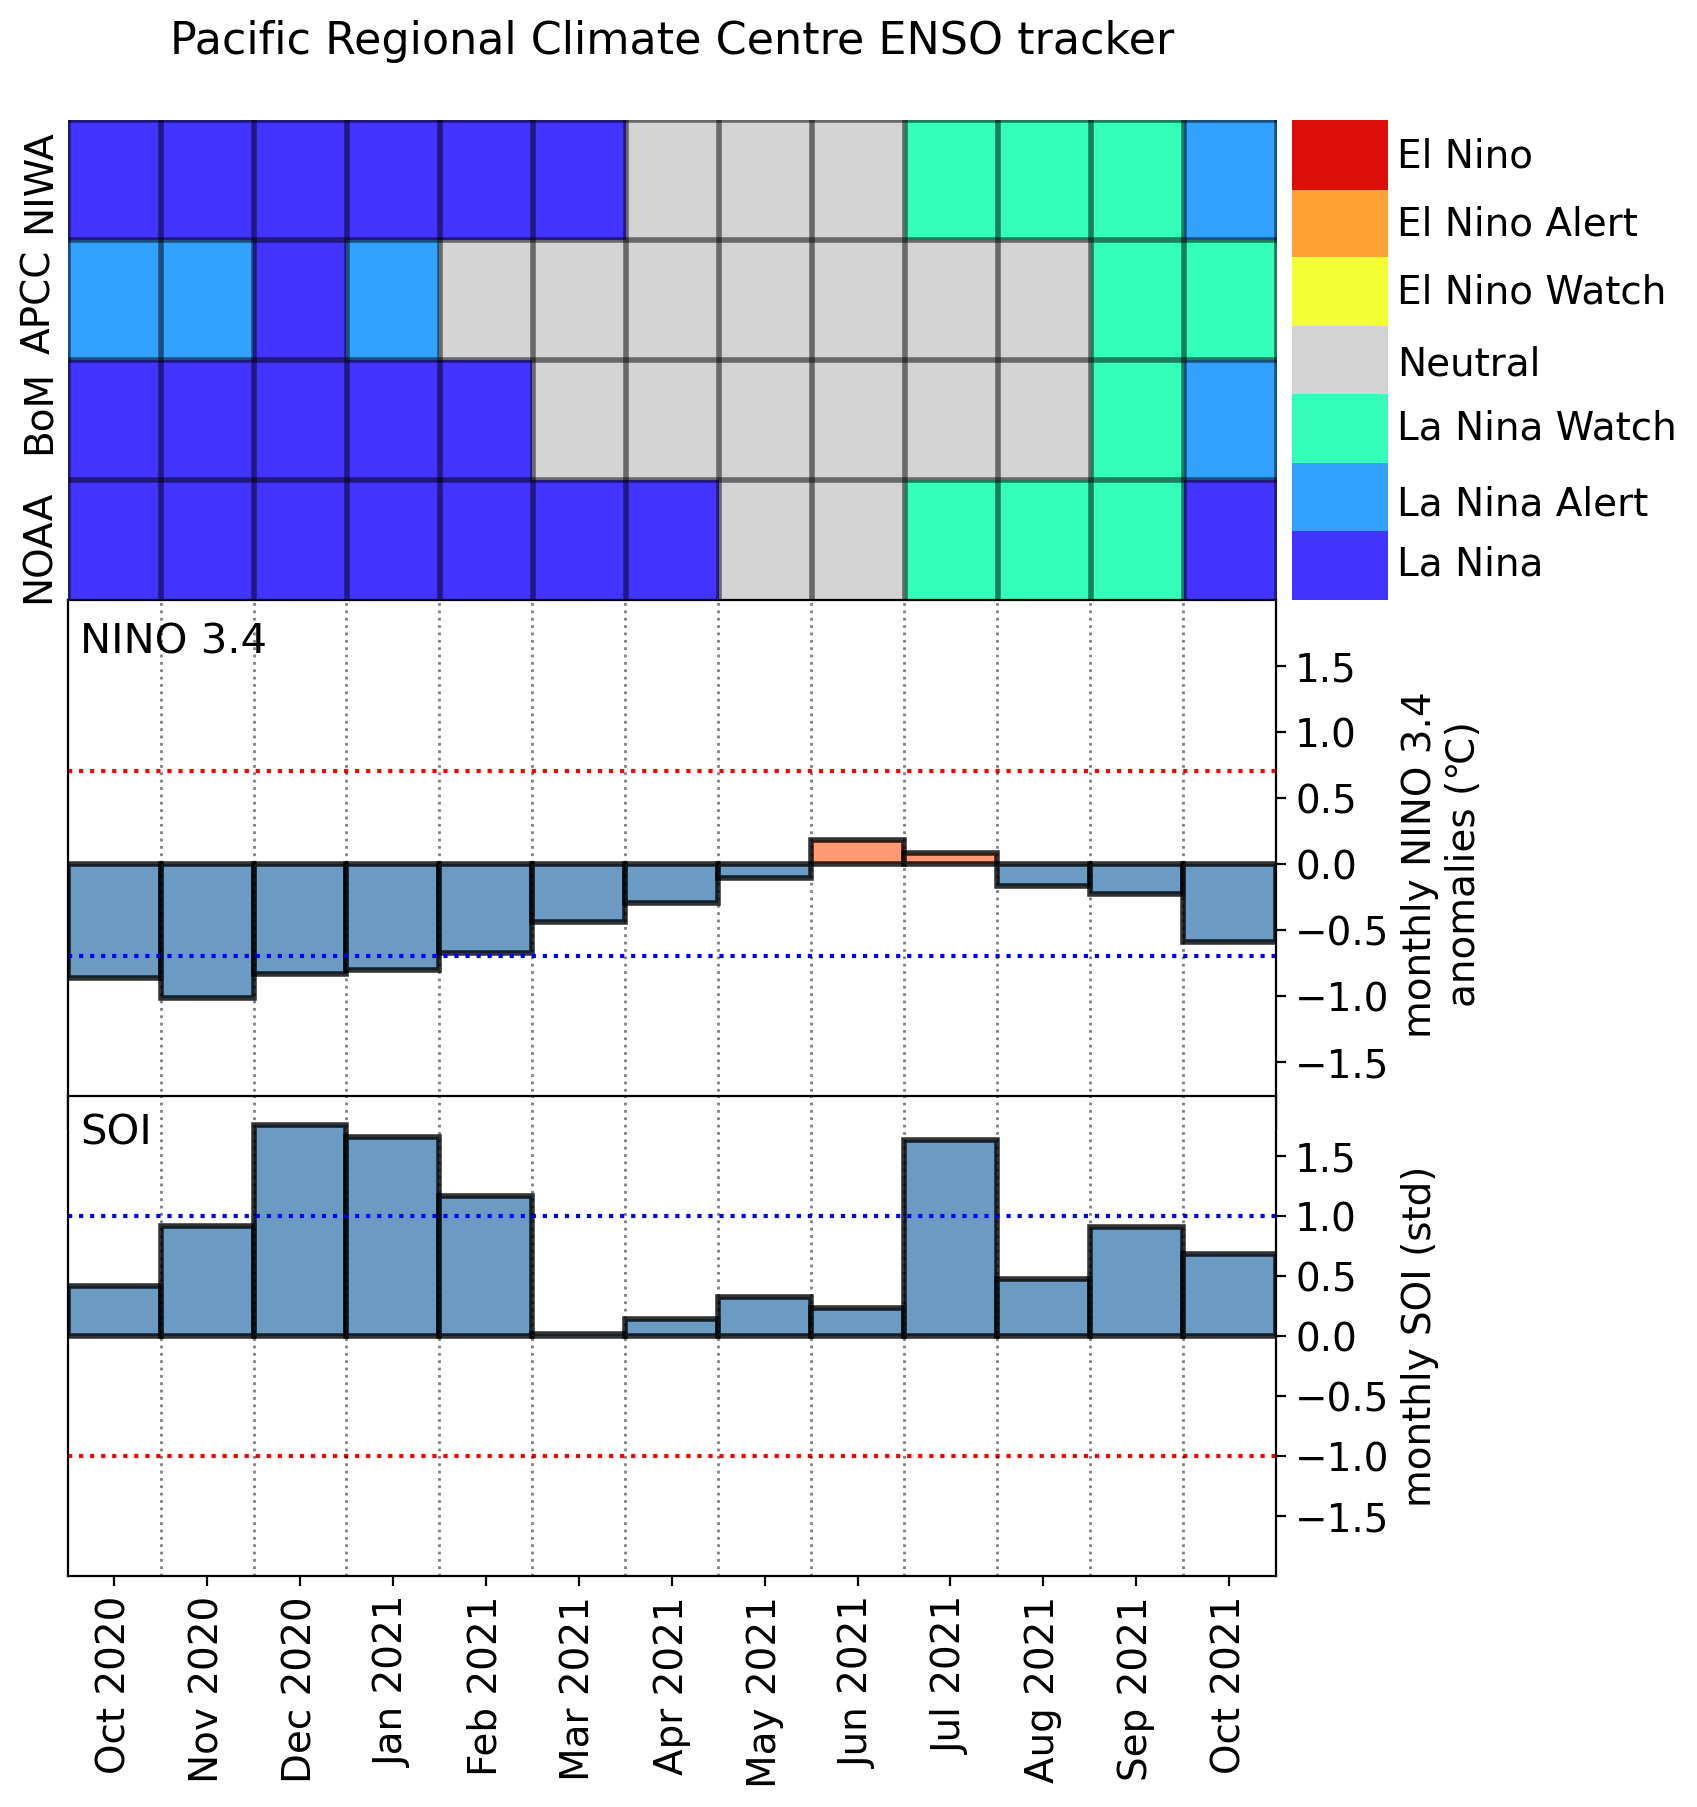 Pacific Regional Climate Centre ENSO tracker
NIWA
APCC
BoM
NOAA
El Nino
El Nino Alert
El Nino Watch
Neutral
La Nina Watch
La Nina Alert
La Nina
NINO 3.4
1.5
1.0
0.5
0.0
−0.5
−1.0
−1.5
monthly NINO 3.4
anomalies (°C)
SOI
1.5
1.0
0.5
0.0
−0.5
−1.0
−1.5
monthly SOI (std)
Oct 2020
Nov 2020
Dec 2020
Jan 2021
Feb 2021
Mar 2021
Apr 2021
May 2021
Jun 2021
Jul 2021
Aug 2021
Sep 2021
Oct 2021